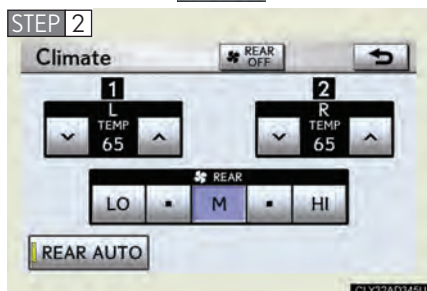 STEP 2
Climate
REAR OFF
1
2
L
TEMP
65
R
TEMP
65
REAR
LO
M
HI
REAR AUTO